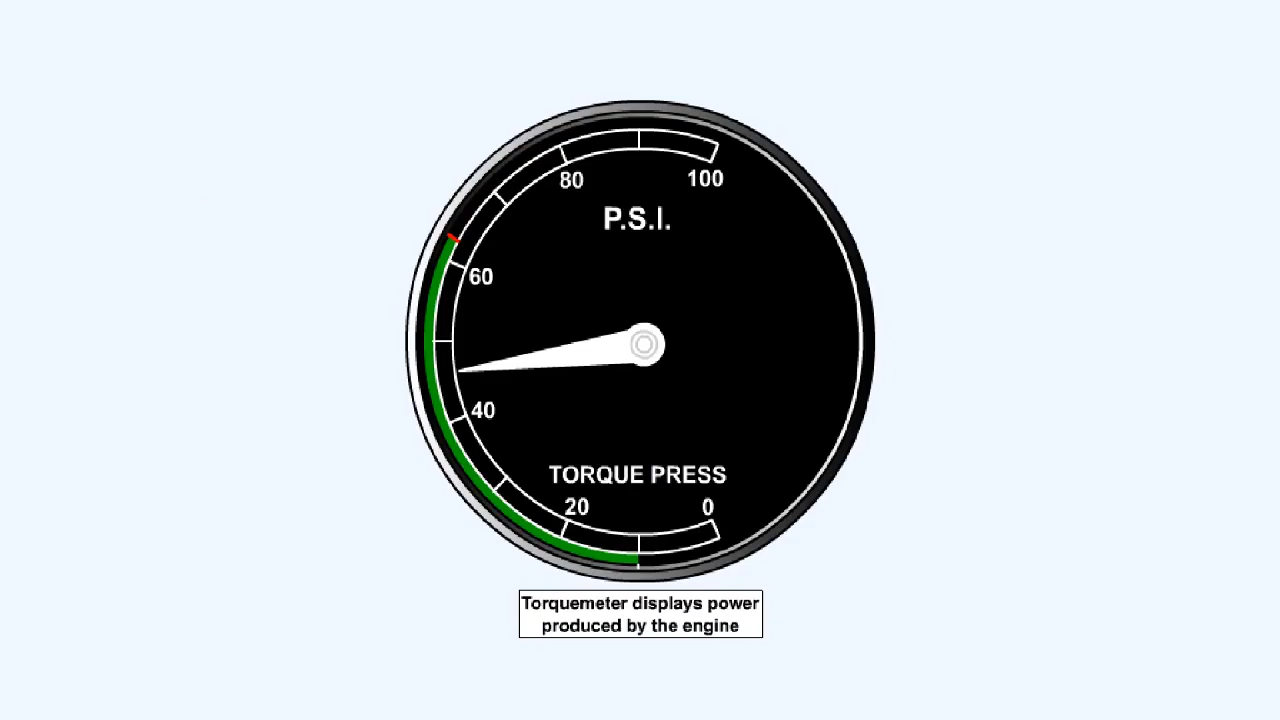 80
100
P.S.I.
60
40
TORQUE PRESS
20
0
Torquemeter displays power
produced by the engine